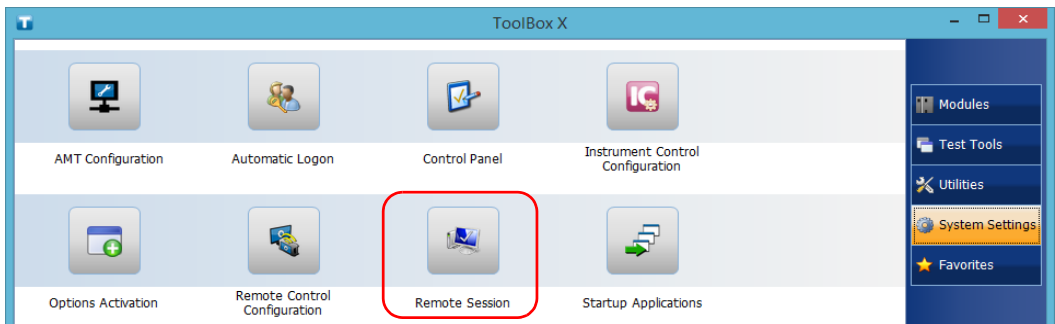 T
ToolBox X
AMT Configuration
Automatic Logon
Control Panel
Instrument Control
Configuration
Options Activation
Remote Control
Configuration
Remote Session
Startup Applications
IC
Modules
Test Tools
Utilities
System Settings
Favorites